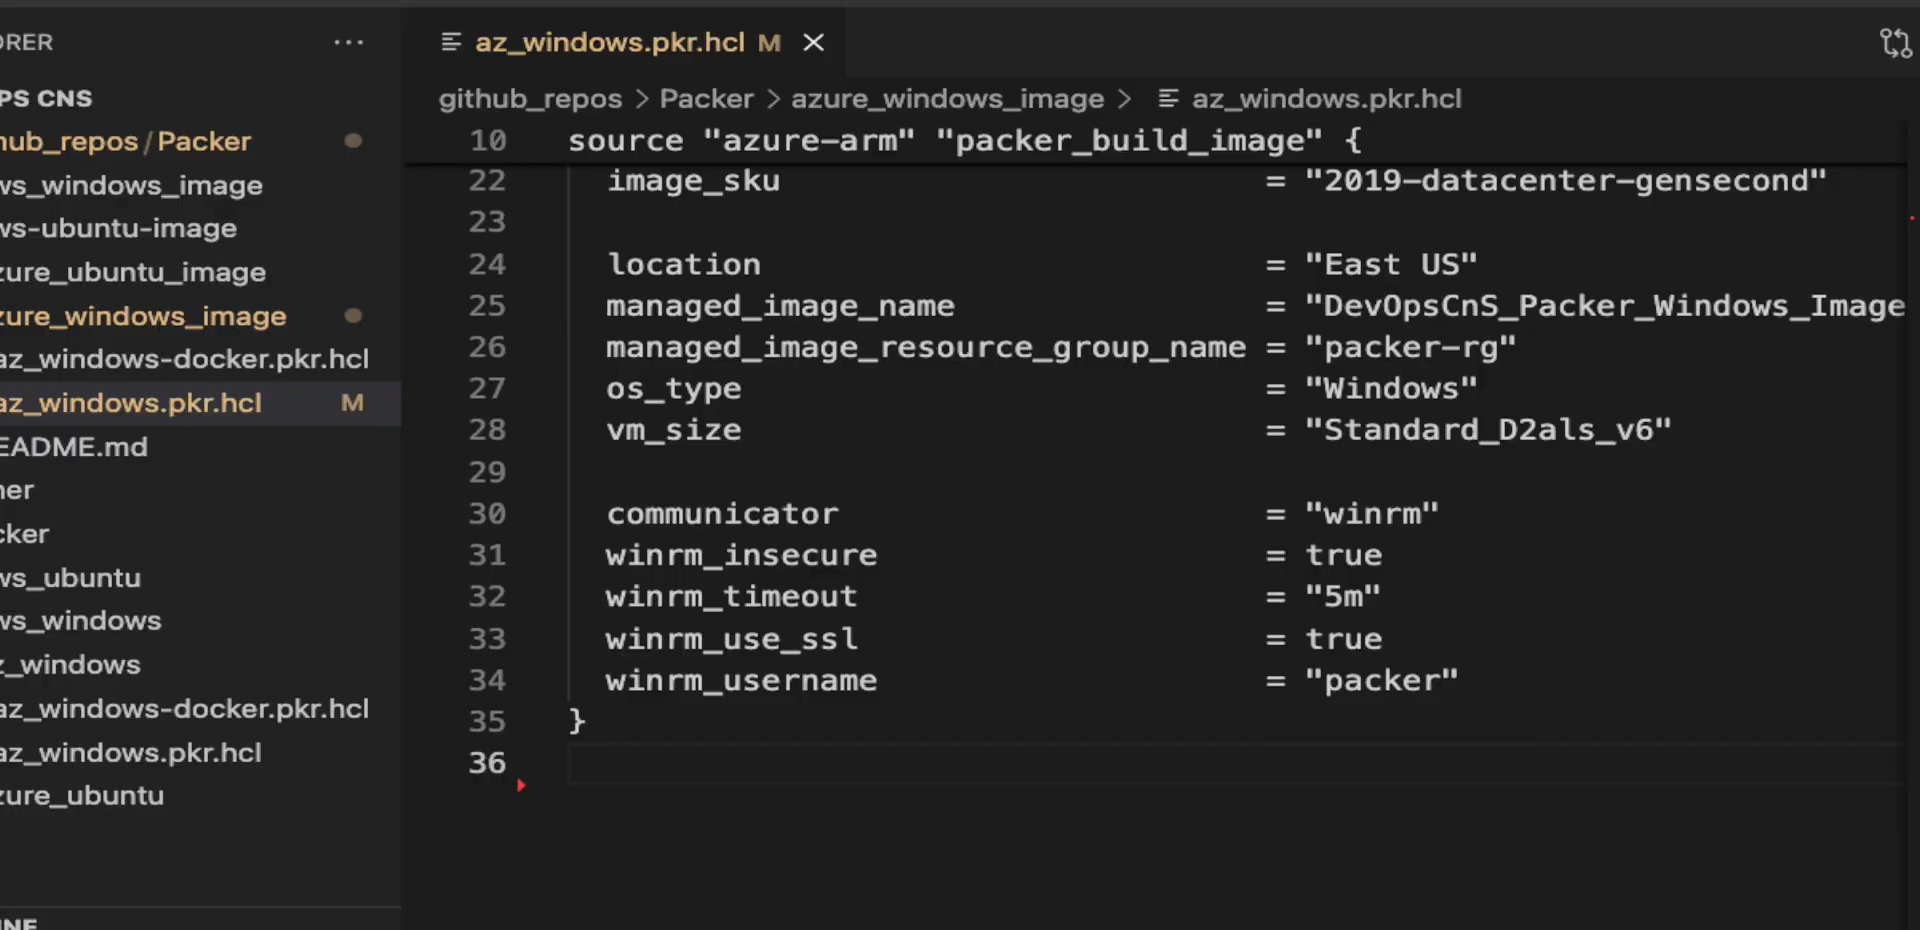 ORER
...
PS CNS
hub_repos / Packer
ws_windows_image
ws-ubuntu-image
zure_ubuntu_image
zure_windows_image
az_windows-docker.pkr.hcl
az_windows.pkr.hcl M
EADME.md
ner
cker
ws_ubuntu
ws_windows
z_windows
az_windows-docker.pkr.hcl
az_windows.pkr.hcl
zure_ubuntu
INE
az_windows.pkr.hcl M
github_repos > Packer > azure_windows_image > az_windows.pkr.hcl
10 source "azure-arm" "packer_build_image" {
22 image_sku = "2019-datacenter-gensecond"
23
24 location = "East US"
25 managed_image_name = "DevOpsCnS_Packer_Windows_Image
26 managed_image_resource_group_name = "packer-rg"
27 os_type = "Windows"
28 vm_size = "Standard_D2als_v6"
29
30 communicator = "winrm"
31 winrm_insecure = true
32 winrm_timeout = "5m"
33 winrm_use_ssl = true
34 winrm_username = "packer"
35 }
36